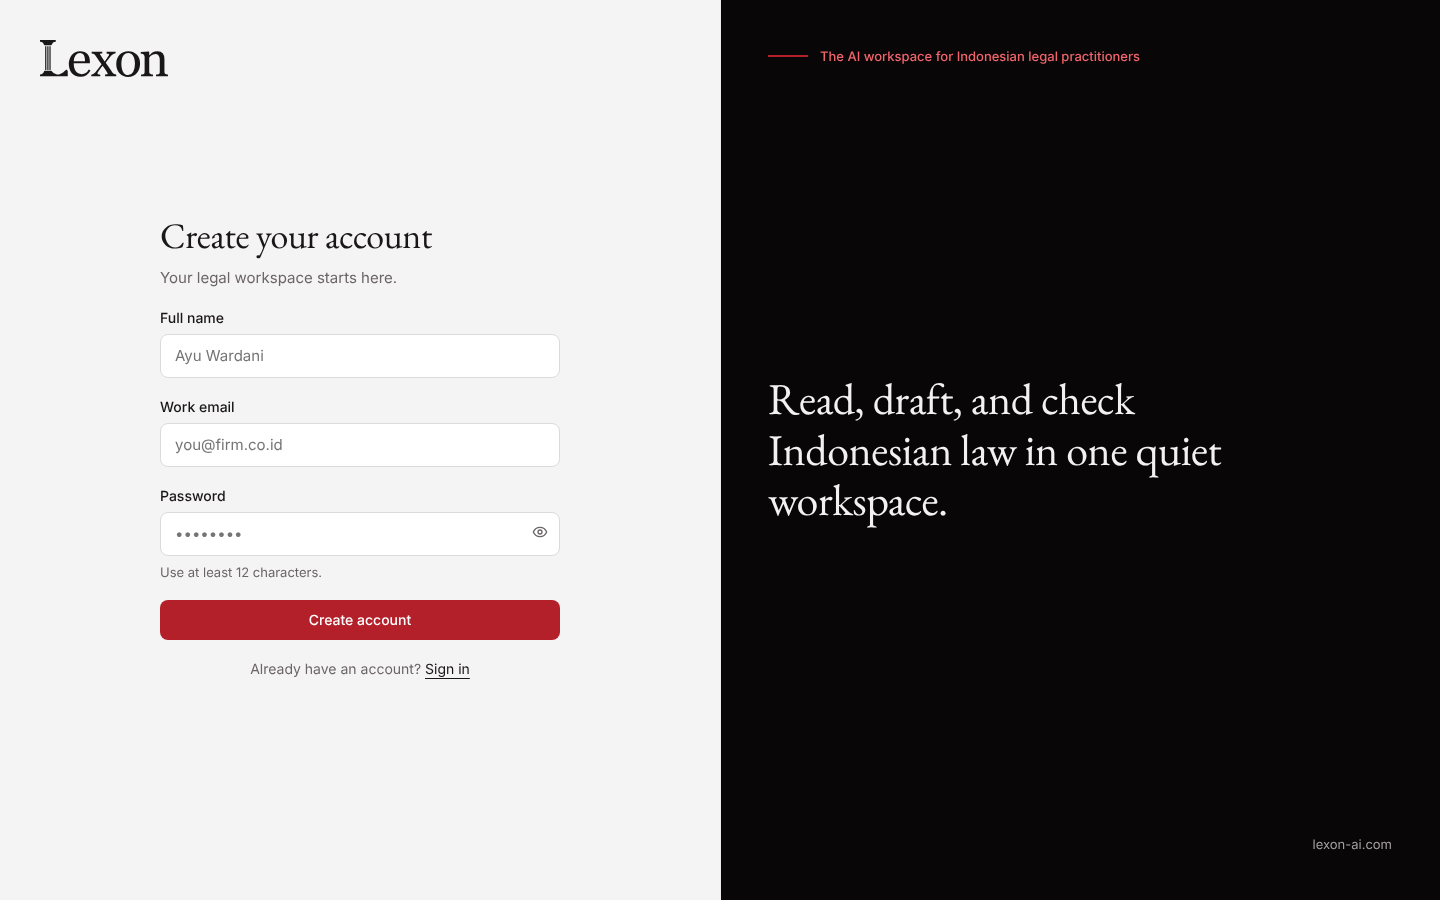 Lexon
Create your account
Your legal workspace starts here.
Full name
Ayu Wardani
Work email
you@firm.co.id
Password
••••••••
Use at least 12 characters.
Create account
Already have an account? Sign in
The AI workspace for Indonesian legal practitioners
Read, draft, and check
Indonesian law in one quiet
workspace.
lexon-ai.com